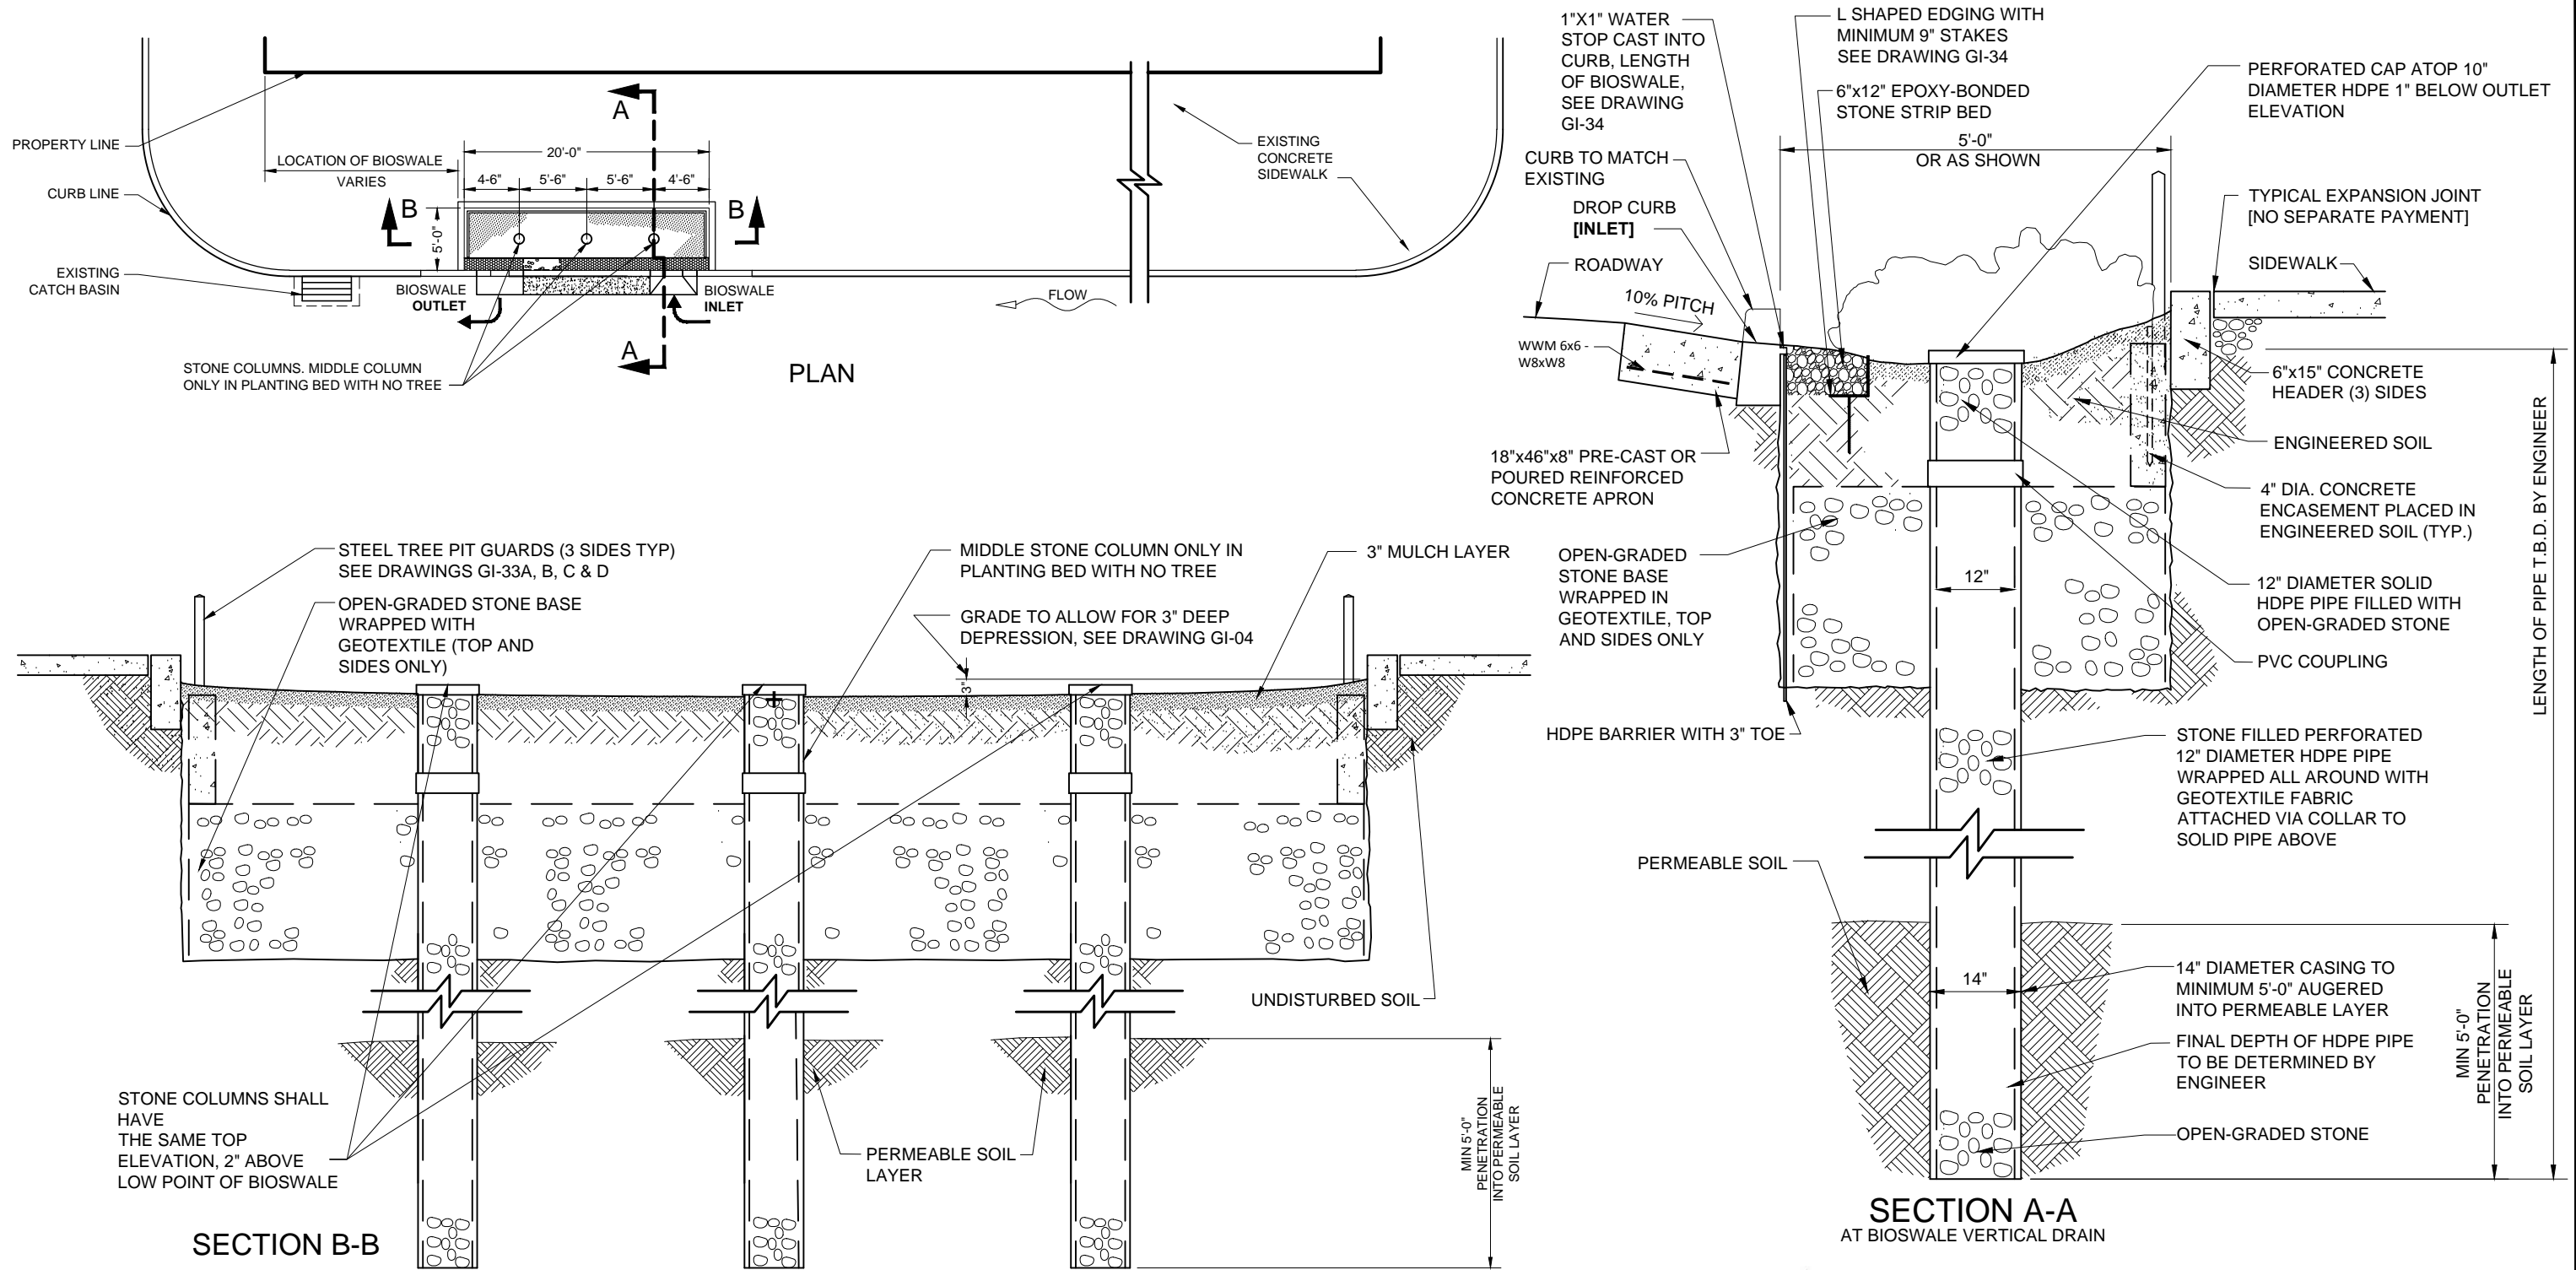 PROPERTY LINE
CURB LINE
EXISTING
CATCH BASIN
LOCATION OF BIOSWALE
VARIES
20'-0"
4-6"
5'-6"
5'-6"
4'-6"
5'-0"
A
A
B
B
BIOSWALE
OUTLET
BIOSWALE
INLET
FLOW
EXISTING
CONCRETE
SIDEWALK
STONE COLUMNS. MIDDLE COLUMN
ONLY IN PLANTING BED WITH NO TREE
PLAN
STEEL TREE PIT GUARDS (3 SIDES TYP)
SEE DRAWINGS GI-33A, B, C & D
OPEN-GRADED STONE BASE
WRAPPED WITH
GEOTEXTILE (TOP AND
SIDES ONLY)
MIDDLE STONE COLUMN ONLY IN
PLANTING BED WITH NO TREE
GRADE TO ALLOW FOR 3" DEEP
DEPRESSION, SEE DRAWING GI-04
3" MULCH LAYER
3"
UNDISTURBED SOIL
STONE COLUMNS SHALL
HAVE
THE SAME TOP
ELEVATION, 2" ABOVE
LOW POINT OF BIOSWALE
PERMEABLE SOIL
LAYER
MIN 5'-0"
PENETRATION
INTO PERMEABLE
SOIL LAYER
SECTION B-B
1"X1" WATER
STOP CAST INTO
CURB, LENGTH
OF BIOSWALE,
SEE DRAWING
GI-34
CURB TO MATCH
EXISTING
DROP CURB
[INLET]
ROADWAY
10% PITCH
WWM 6x6 -
W8xW8
18"x46"x8" PRE-CAST OR
POURED REINFORCED
CONCRETE APRON
OPEN-GRADED
STONE BASE
WRAPPED IN
GEOTEXTILE, TOP
AND SIDES ONLY
HDPE BARRIER WITH 3" TOE
PERMEABLE SOIL
L SHAPED EDGING WITH
MINIMUM 9" STAKES
SEE DRAWING GI-34
6"x12" EPOXY-BONDED
STONE STRIP BED
5'-0"
OR AS SHOWN
12"
14"
PERFORATED CAP ATOP 10"
DIAMETER HDPE 1" BELOW OUTLET
ELEVATION
TYPICAL EXPANSION JOINT
[NO SEPARATE PAYMENT]
SIDEWALK
6"x15" CONCRETE
HEADER (3) SIDES
ENGINEERED SOIL
4" DIA. CONCRETE
ENCASEMENT PLACED IN
ENGINEERED SOIL (TYP.)
12" DIAMETER SOLID
HDPE PIPE FILLED WITH
OPEN-GRADED STONE
PVC COUPLING
STONE FILLED PERFORATED
12" DIAMETER HDPE PIPE
WRAPPED ALL AROUND WITH
GEOTEXTILE FABRIC
ATTACHED VIA COLLAR TO
SOLID PIPE ABOVE
14" DIAMETER CASING TO
MINIMUM 5'-0" AUGERED
INTO PERMEABLE LAYER
FINAL DEPTH OF HDPE PIPE
TO BE DETERMINED BY
ENGINEER
OPEN-GRADED STONE
MIN 5'-0"
PENETRATION
INTO PERMEABLE
SOIL LAYER
LENGTH OF PIPE T.B.D. BY ENGINEER
SECTION A-A
AT BIOSWALE VERTICAL DRAIN